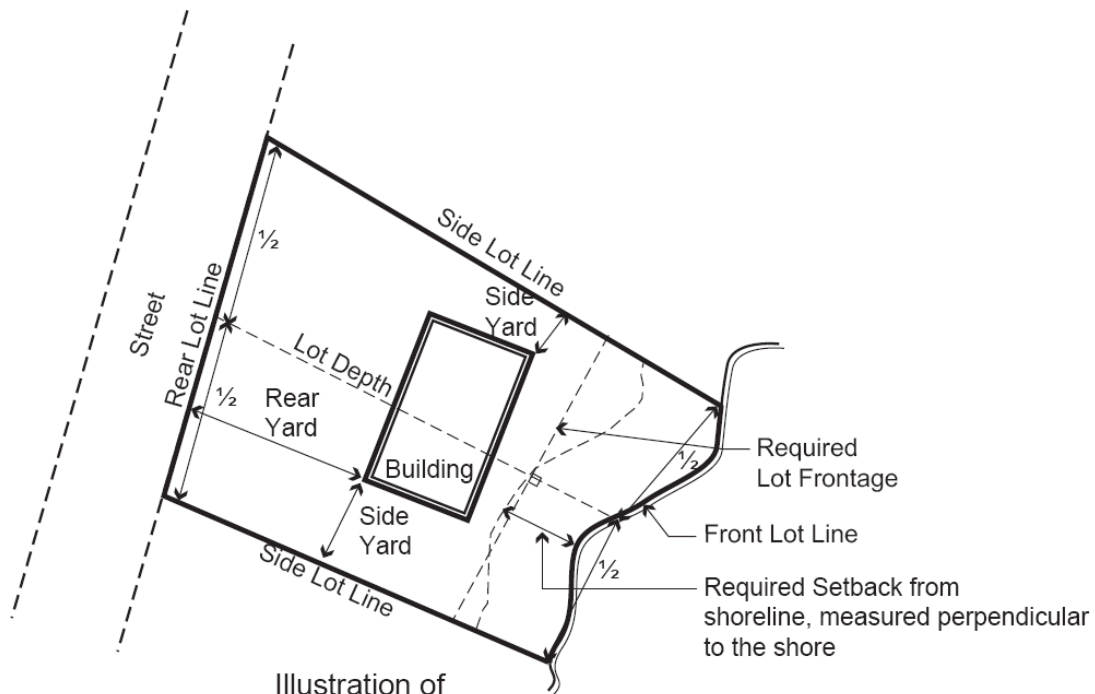 Side Lot Line
½
Side
Yard
Street
Rear Lot Line
Lot Depth
½
Rear
Yard
Building
½
Required
Lot Frontage
Side
Yard
Front Lot Line
Side Lot Line
½
Required Setback from
shoreline, measured perpendicular
to the shore
Illustration of